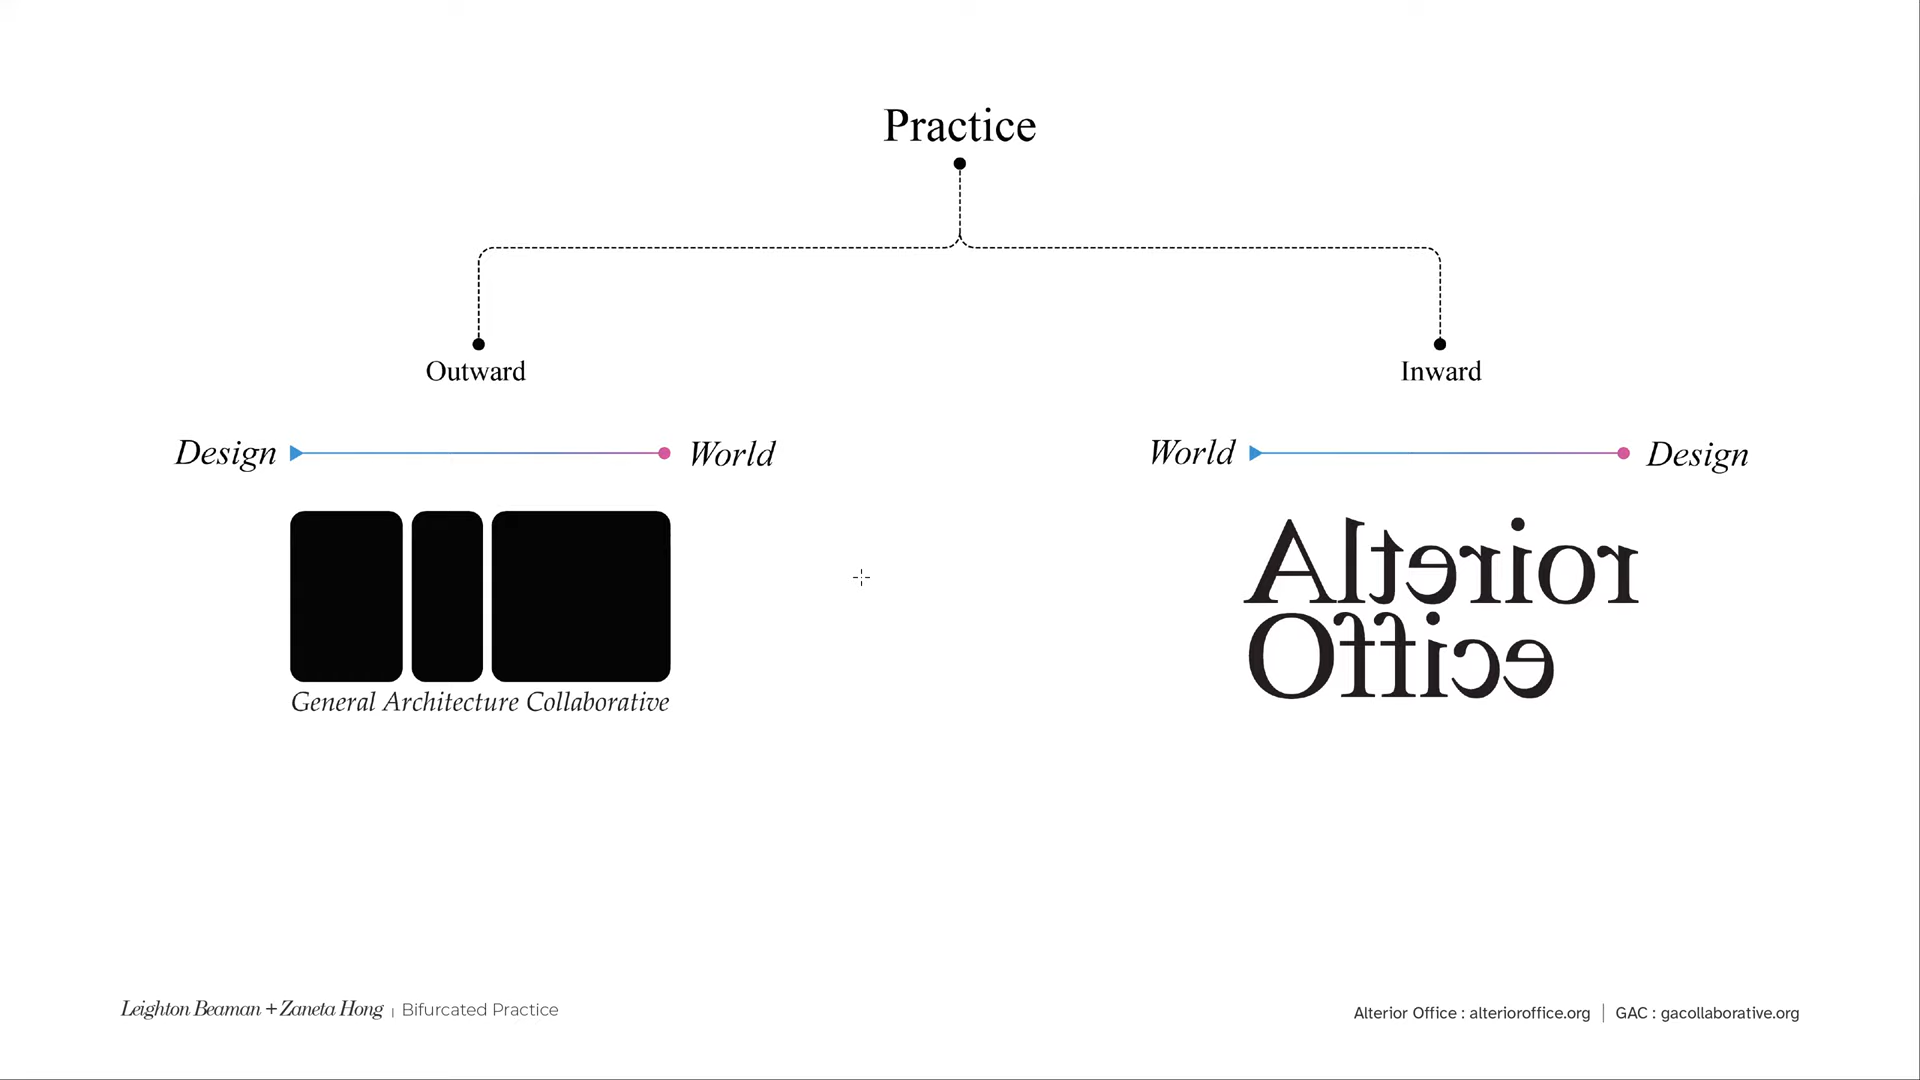 Practice
Outward
Inward
Design World
World Design
Alterior
Office
General Architecture Collaborative
Leighton Beaman + Zaneta Hong | Bifurcated Practice
Alterior Office : alterioroffice.org | GAC : gacollaborative.org